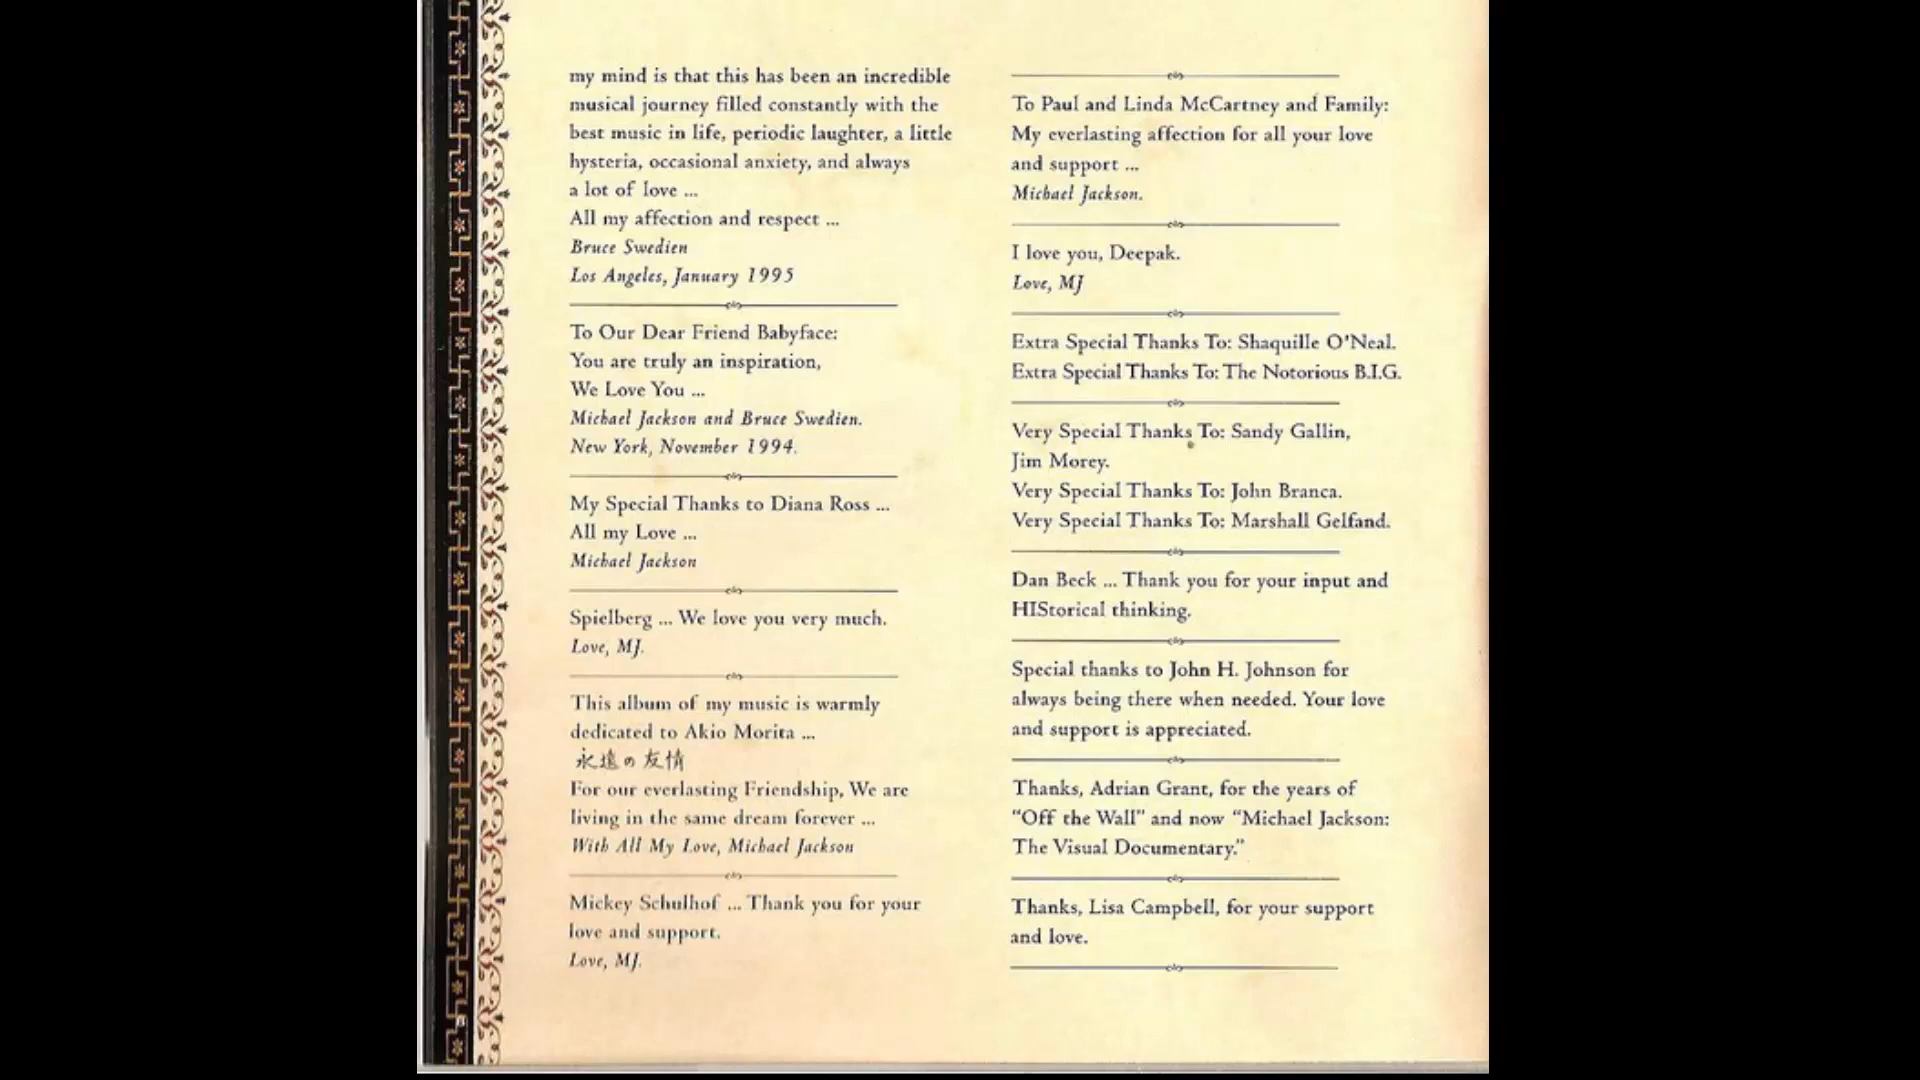 my mind is that this has been an incredible
musical journey filled constantly with the
best music in life, periodic laughter, a little
hysteria, occasional anxiety, and always
a lot of love ...
All my affection and respect ...
Bruce Swedien
Los Angeles, January 1995
To Our Dear Friend Babyface:
You are truly an inspiration,
We Love You ...
Michael Jackson and Bruce Swedien.
New York, November 1994.
My Special Thanks to Diana Ross ...
All my Love ...
Michael Jackson
Spielberg ... We love you very much.
Love, MJ.
This album of my music is warmly
dedicated to Akio Morita ...
永遠の友情
For our everlasting Friendship, We are
living in the same dream forever ...
With All My Love, Michael Jackson
Mickey Schulhof ... Thank you for your
love and support.
Love, MJ.
To Paul and Linda McCartney and Family:
My everlasting affection for all your love
and support ...
Michael Jackson.
I love you, Deepak.
Love, MJ
Extra Special Thanks To: Shaquille O'Neal.
Extra Special Thanks To: The Notorious B.I.G.
Very Special Thanks To: Sandy Gallin,
Jim Morey.
Very Special Thanks To: John Branca.
Very Special Thanks To: Marshall Gelfand.
Dan Beck ... Thank you for your input and
HIStorical thinking.
Special thanks to John H. Johnson for
always being there when needed. Your love
and support is appreciated.
Thanks, Adrian Grant, for the years of
"Off the Wall" and now "Michael Jackson:
The Visual Documentary."
Thanks, Lisa Campbell, for your support
and love.